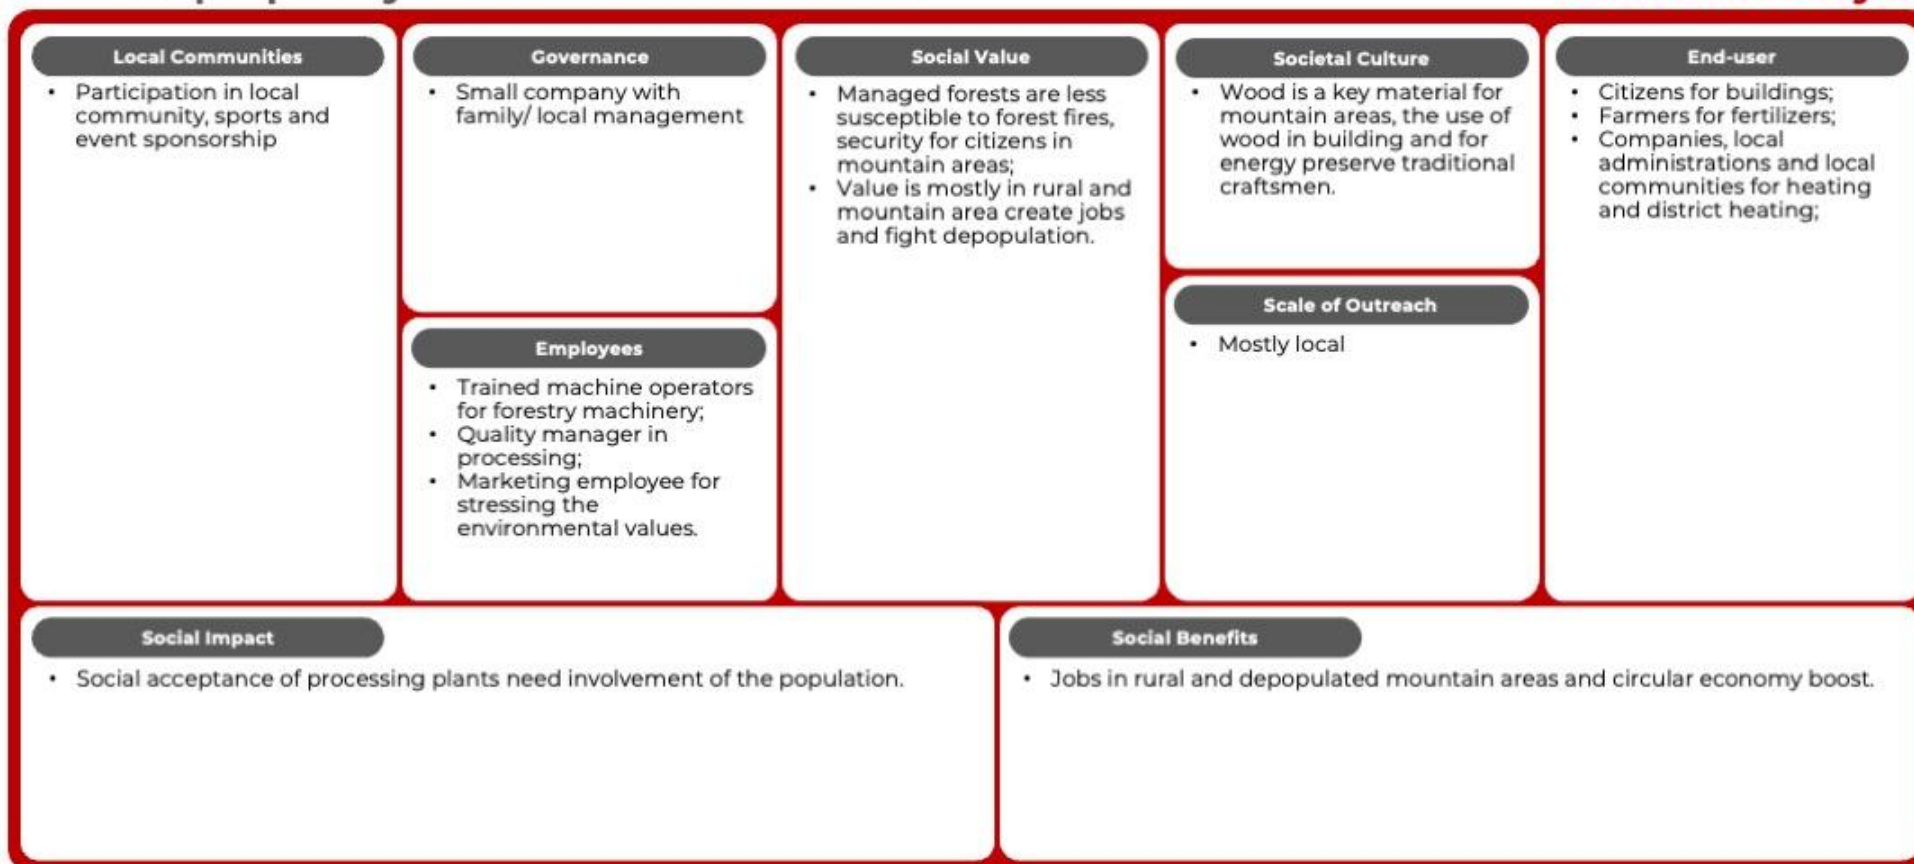 Local Communities
• Participation in local
community, sports and
event sponsorship
Governance
• Small company with
family/ local management
Employees
• Trained machine operators
for forestry machinery;
• Quality manager in
processing;
• Marketing employee for
stressing the
environmental values.
Social Value
• Managed forests are less
susceptible to forest fires,
security for citizens in
mountain areas;
• Value is mostly in rural and
mountain area create jobs
and fight depopulation.
Societal Culture
• Wood is a key material for
mountain areas, the use of
wood in building and for
energy preserve traditional
craftsmen.
Scale of Outreach
• Mostly local
End-user
• Citizens for buildings;
• Farmers for fertilizers;
• Companies, local
administrations and local
communities for heating
and district heating;
Social Impact
• Social acceptance of processing plants need involvement of the population.
Social Benefits
• Jobs in rural and depopulated mountain areas and circular economy boost.